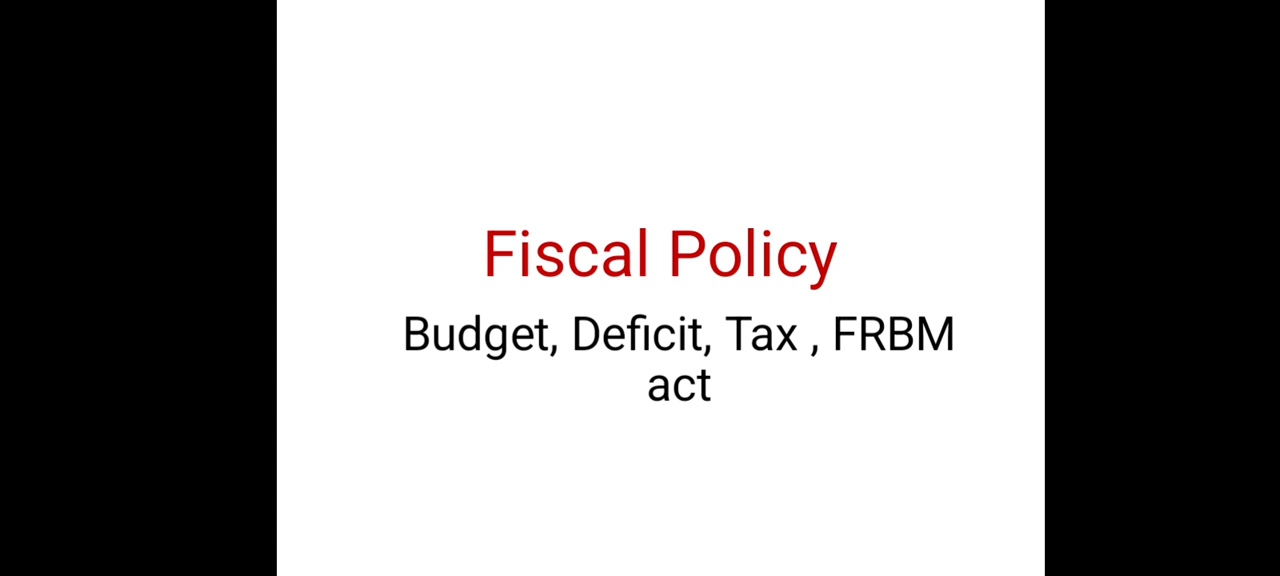 Fiscal Policy
Budget, Deficit, Tax , FRBM
act